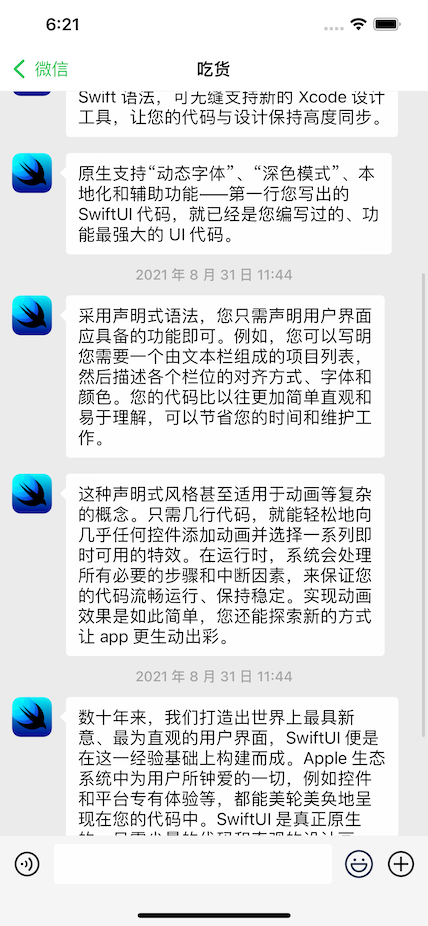 6:21
微信
吃货
Swift 语法，可无缝支持新的 Xcode 设计
工具，让您的代码与设计保持高度同步。
原生支持“动态字体”、“深色模式”、本
地化和辅助功能——第一行您写出的
SwiftUI 代码，就已经是您编写过的、功
能最强大的 UI 代码。
2021 年 8 月 31 日 11:44
采用声明式语法，您只需声明用户界面
应具备的功能即可。例如，您可以写明
您需要一个由文本栏组成的项目列表，
然后描述各个栏位的对齐方式、字体和
颜色。您的代码比以往更加简单直观和
易于理解，可以节省您的时间和维护工
作。
这种声明式风格甚至适用于动画等复杂
的概念。只需几行代码，就能轻松地向
几乎任何控件添加动画并选择一系列即
时可用的特效。在运行时，系统会处理
所有必要的步骤和中断因素，来保证您
的代码流畅运行、保持稳定。实现动画
效果是如此简单，您还能探索新的方式
让 app 更生动出彩。
2021 年 8 月 31 日 11:44
数十年来，我们打造出世界上最具新
意、最为直观的用户界面，SwiftUI 便是
在这一经验基础上构建而成。Apple 生态
系统中为用户所钟爱的一切，例如控件
和平台专有体验等，都能美轮美奂地呈
现在您的代码中。SwiftUI 是真正原生